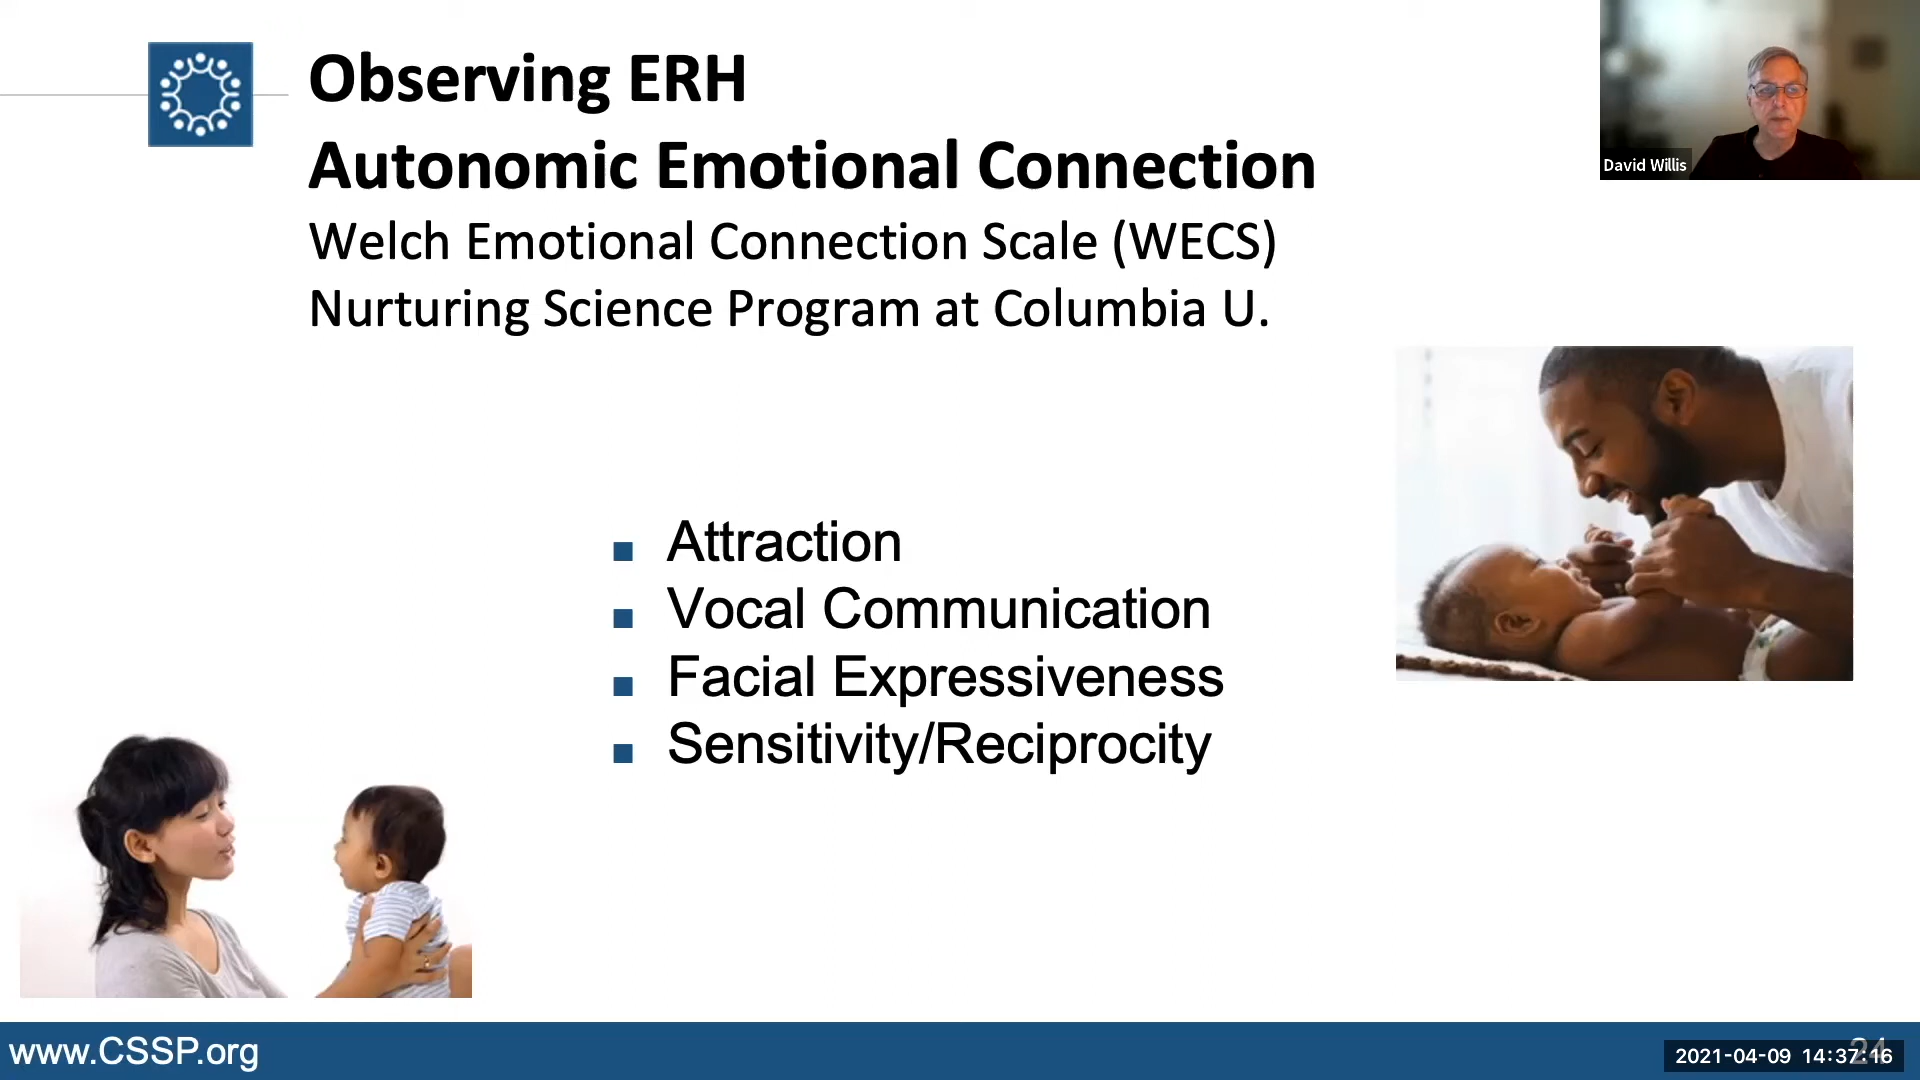 Observing ERH
Autonomic Emotional Connection
Welch Emotional Connection Scale (WECS)
Nurturing Science Program at Columbia U.
David Willis
■ Attraction
■ Vocal Communication
■ Facial Expressiveness
■ Sensitivity/Reciprocity
www.CSSP.org
24
2021-04-09 14:37:16